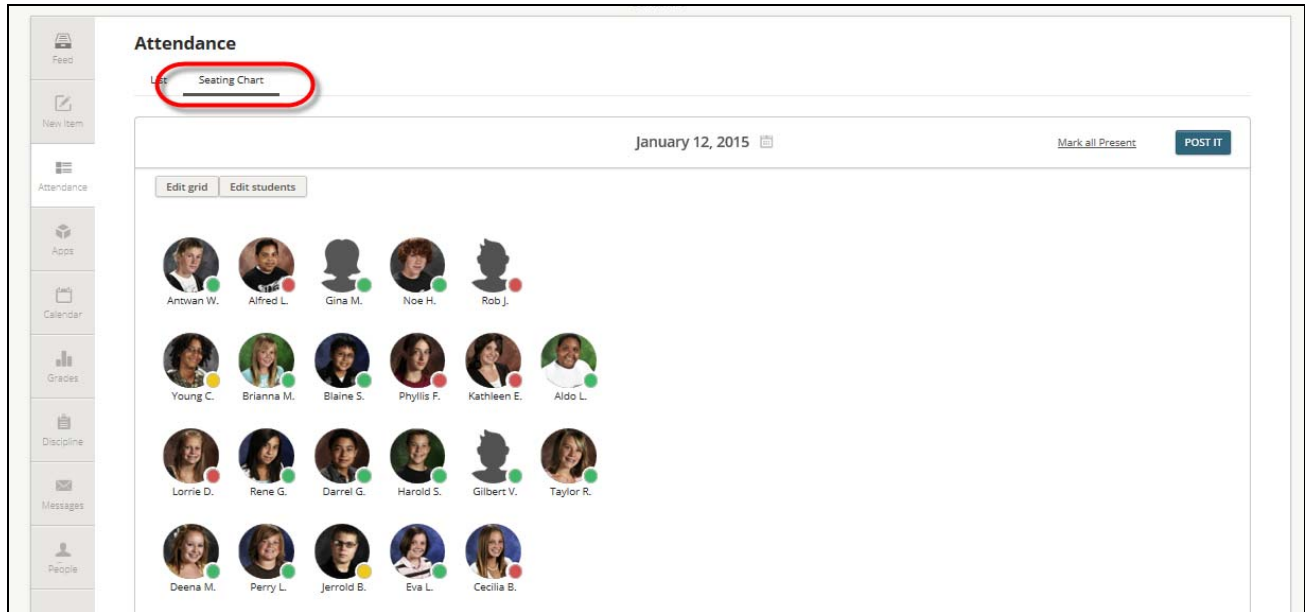 Feed
New Item
Attendance
Apps
Calendar
Grades
Discipline
Messages
People
Attendance
List Seating Chart
January 12, 2015 Mark all Present POST IT
Edit grid Edit students
Antwan W. Alfred L. Gina M. Noe H. Rob J.
Young C. Brianna M. Blaine S. Phyllis F. Kathleen E. Aldo L.
Lorrie D. Rene G. Darrel G. Harold S. Gilbert V. Taylor R.
Deena M. Perry L. Jerrold B. Eva L. Cecilia B.